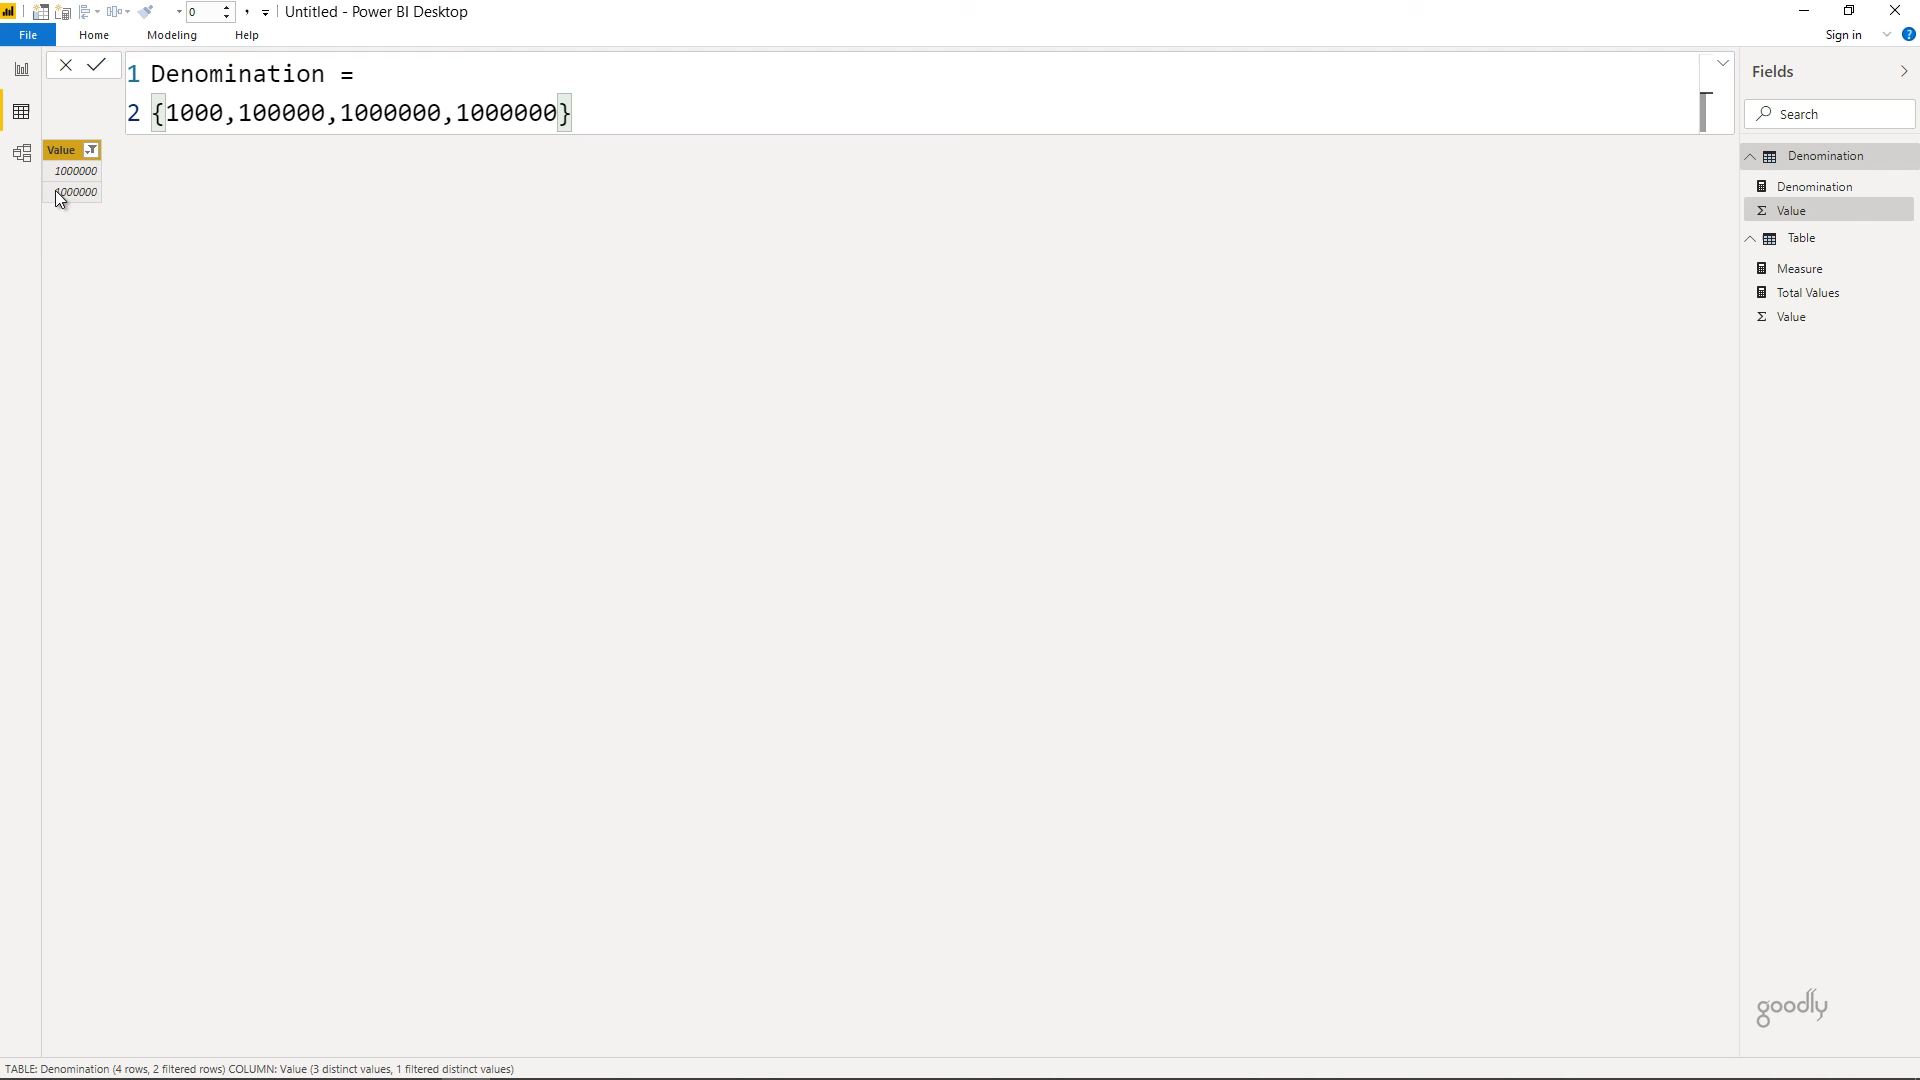 0
Untitled - Power BI Desktop
File Home Modeling Help
Sign in
?
1 Denomination =
2 {1000,100000,1000000,1000000}
Value
1000000
1000000
Fields
Search
Denomination
Denomination
Value
Table
Measure
Total Values
Value
goodly
TABLE: Denomination (4 rows, 2 filtered rows) COLUMN: Value (3 distinct values, 1 filtered distinct values)